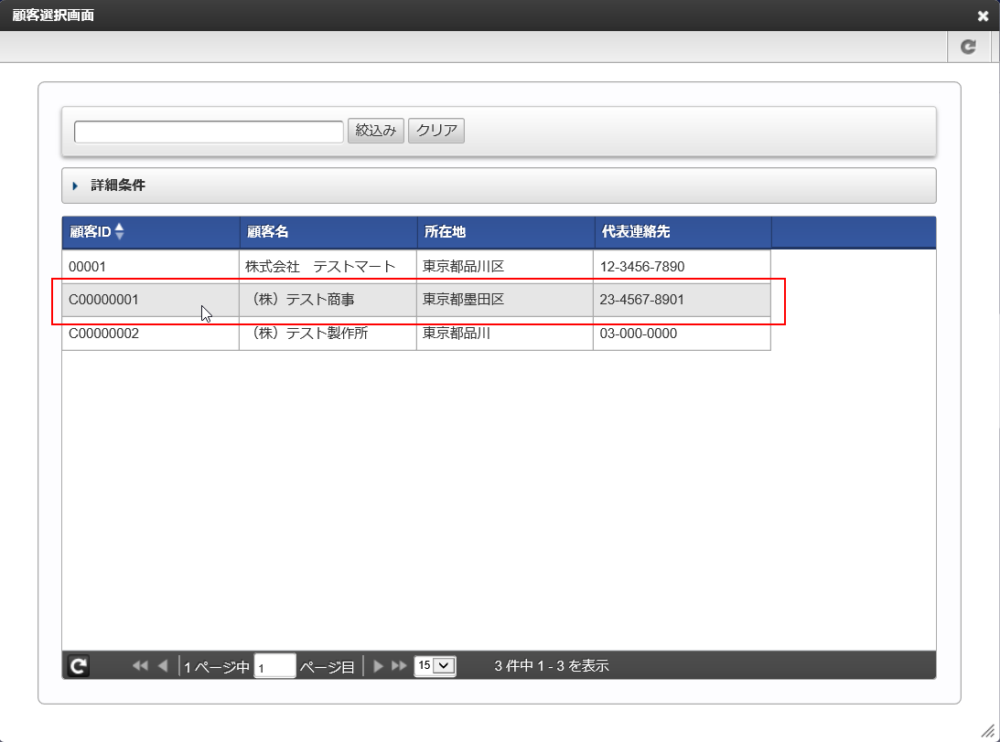 顧客選択画面
絞込み クリア
詳細条件
顧客ID 顧客名 所在地 代表連絡先
00001 株式会社　テストマート 東京都品川区 12-3456-7890
C00000001 （株）テスト商事 東京都墨田区 23-4567-8901
C00000002 （株）テスト製作所 東京都品川 03-000-0000
1 ページ中 1 ページ目 15 3 件中 1 - 3 を表示